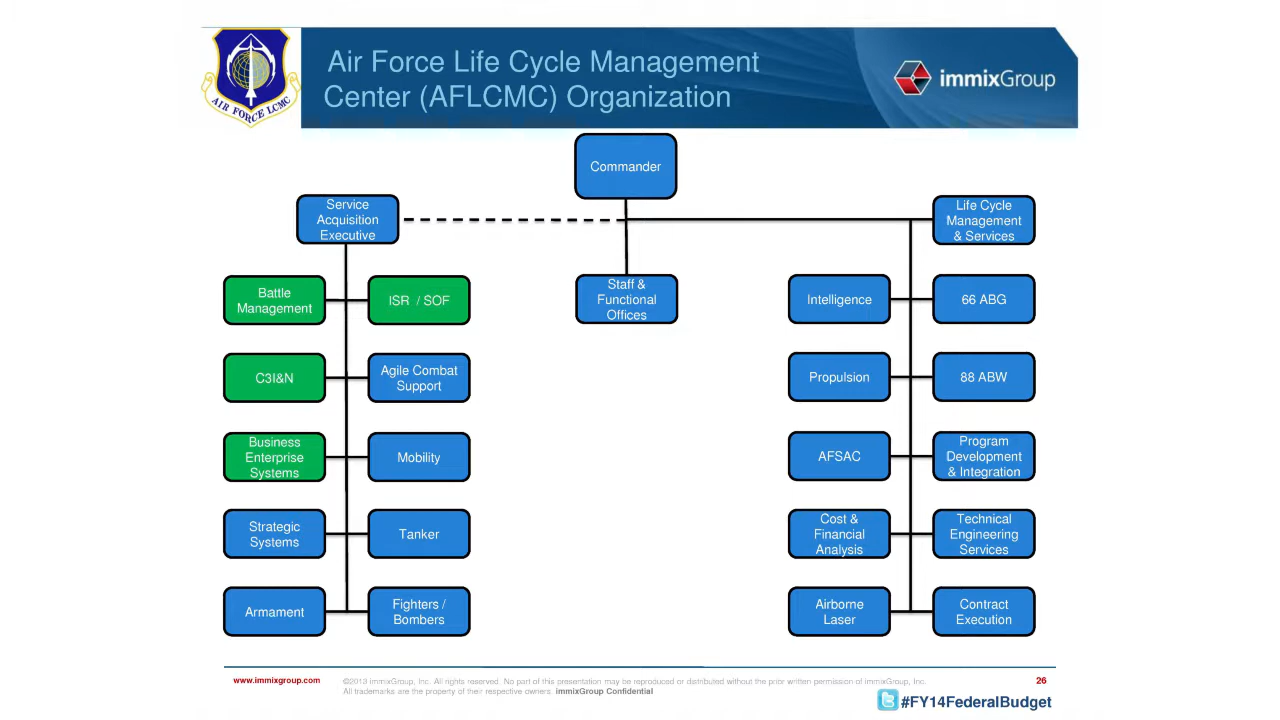 Air Force Life Cycle Management
Center (AFLCMC) Organization
AIR FORCE LCMC
immixGroup
Commander
Service
Acquisition
Executive
Life Cycle
Management
& Services
Battle
Management
ISR / SOF
Staff &
Functional
Offices
Intelligence
66 ABG
C3I&N
Agile Combat
Support
Propulsion
88 ABW
Business
Enterprise
Systems
Mobility
AFSAC
Program
Development
& Integration
Strategic
Systems
Tanker
Cost &
Financial
Analysis
Technical
Engineering
Services
Armament
Fighters /
Bombers
Airborne
Laser
Contract
Execution
www.immixgroup.com
©2013 immixGroup, Inc. All rights reserved. No part of this presentation may be reproduced or distributed without the prior written permission of immixGroup, Inc.
All trademarks are the property of their respective owners. immixGroup Confidential
26
#FY14FederalBudget